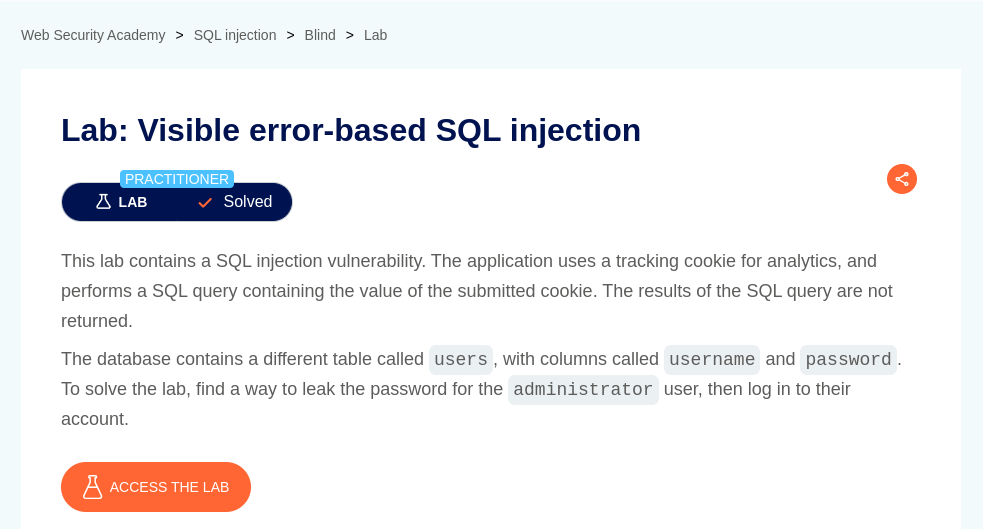 Web Security Academy > SQL injection > Blind > Lab
Lab: Visible error-based SQL injection
PRACTITIONER
LAB Solved
This lab contains a SQL injection vulnerability. The application uses a tracking cookie for analytics, and
performs a SQL query containing the value of the submitted cookie. The results of the SQL query are not
returned.
The database contains a different table called users, with columns called username and password.
To solve the lab, find a way to leak the password for the administrator user, then log in to their
account.
ACCESS THE LAB